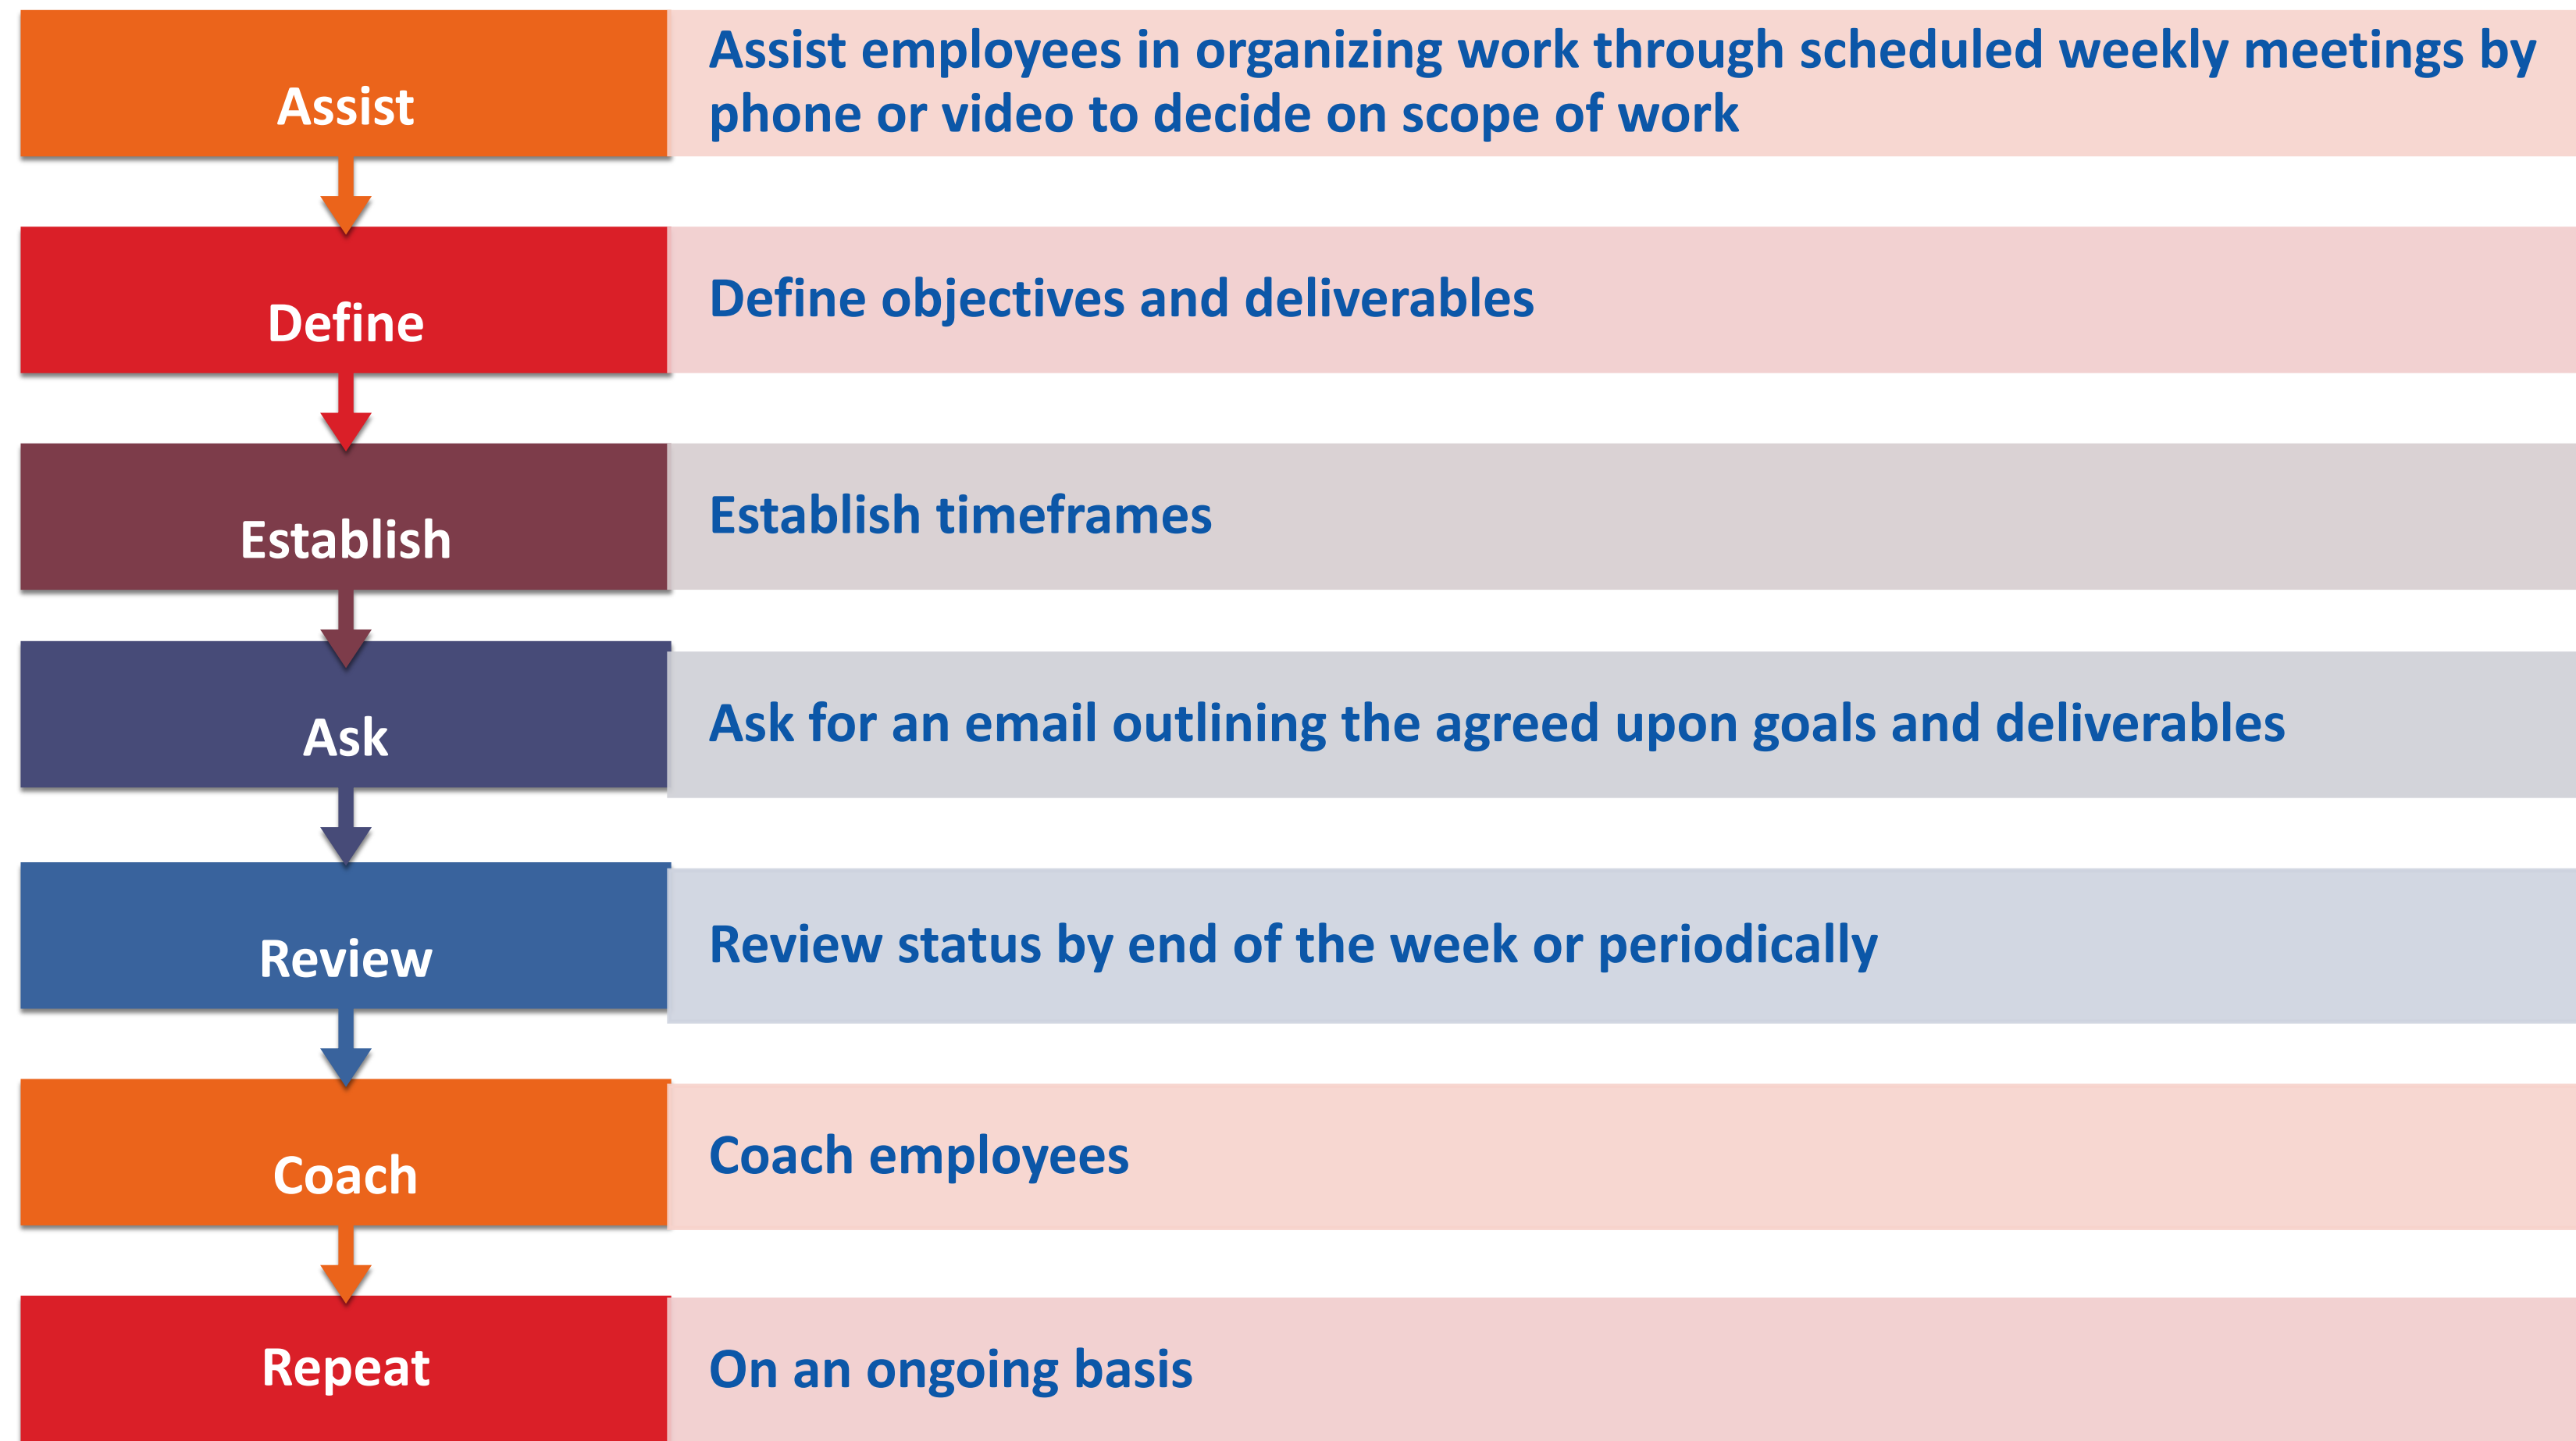 Assist
Assist employees in organizing work through scheduled weekly meetings by
phone or video to decide on scope of work
Define
Define objectives and deliverables
Establish
Establish timeframes
Ask
Ask for an email outlining the agreed upon goals and deliverables
Review
Review status by end of the week or periodically
Coach
Coach employees
Repeat
On an ongoing basis